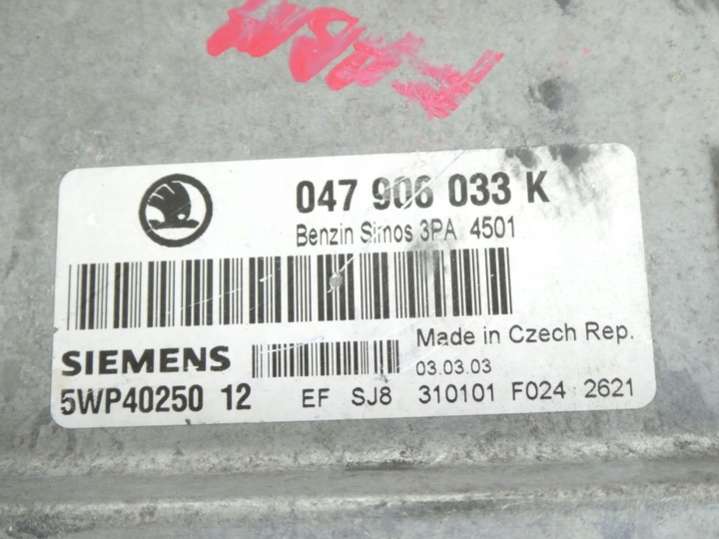 047 906 033 K
Benzin Simos 3PA 4501
SIEMENS
Made in Czech Rep.
03.03.03
5WP40250 12 EF SJ8 310101 F024 2621